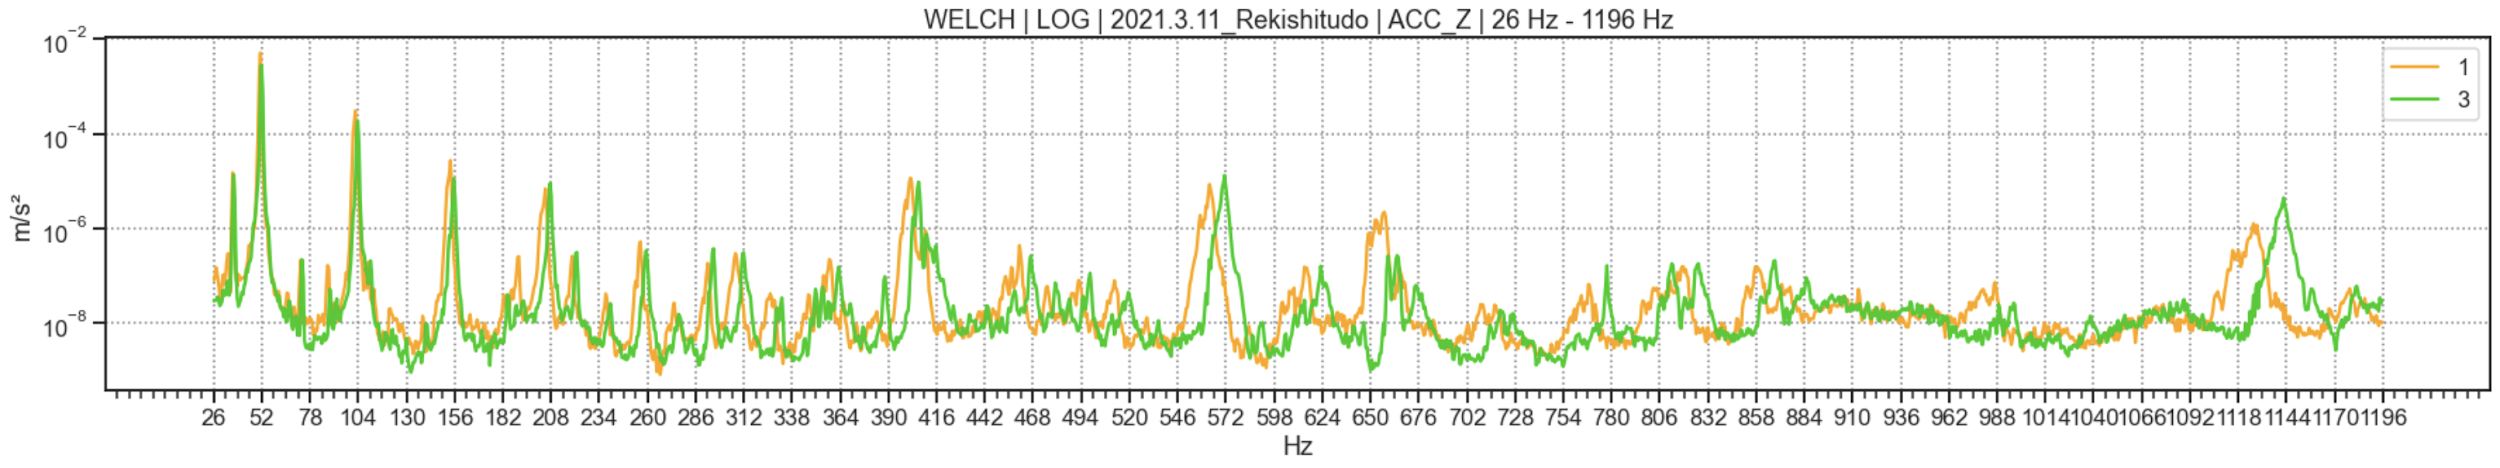 WELCH | LOG | 2021.3.11_Rekishitudo | ACC_Z | 26 Hz - 1196 Hz
10⁻²
10⁻⁴
10⁻⁶
10⁻⁸
m/s²
1
3
26 52 78 104 130 156 182 208 234 260 286 312 338 364 390 416 442 468 494 520 546 572 598 624 650 676 702 728 754 780 806 832 858 884 910 936 962 988 1014 1040 1066 1092 1118 1144 1170 1196
Hz